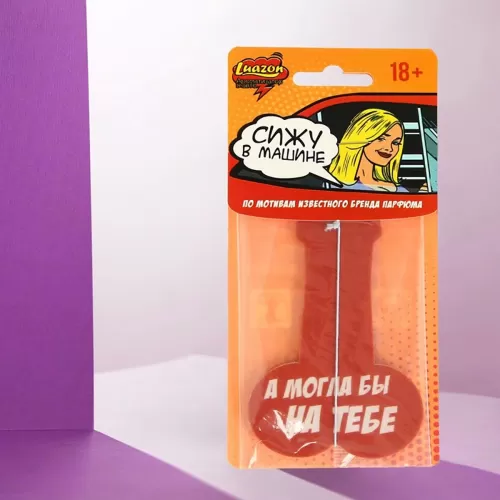 Luazon
18+
СИЖУ
В МАШИНЕ
ПО МОТИВАМ ИЗВЕСТНОГО БРЕНДА ПАРФЮМА
А МОГЛА БЫ
НА ТЕБЕ